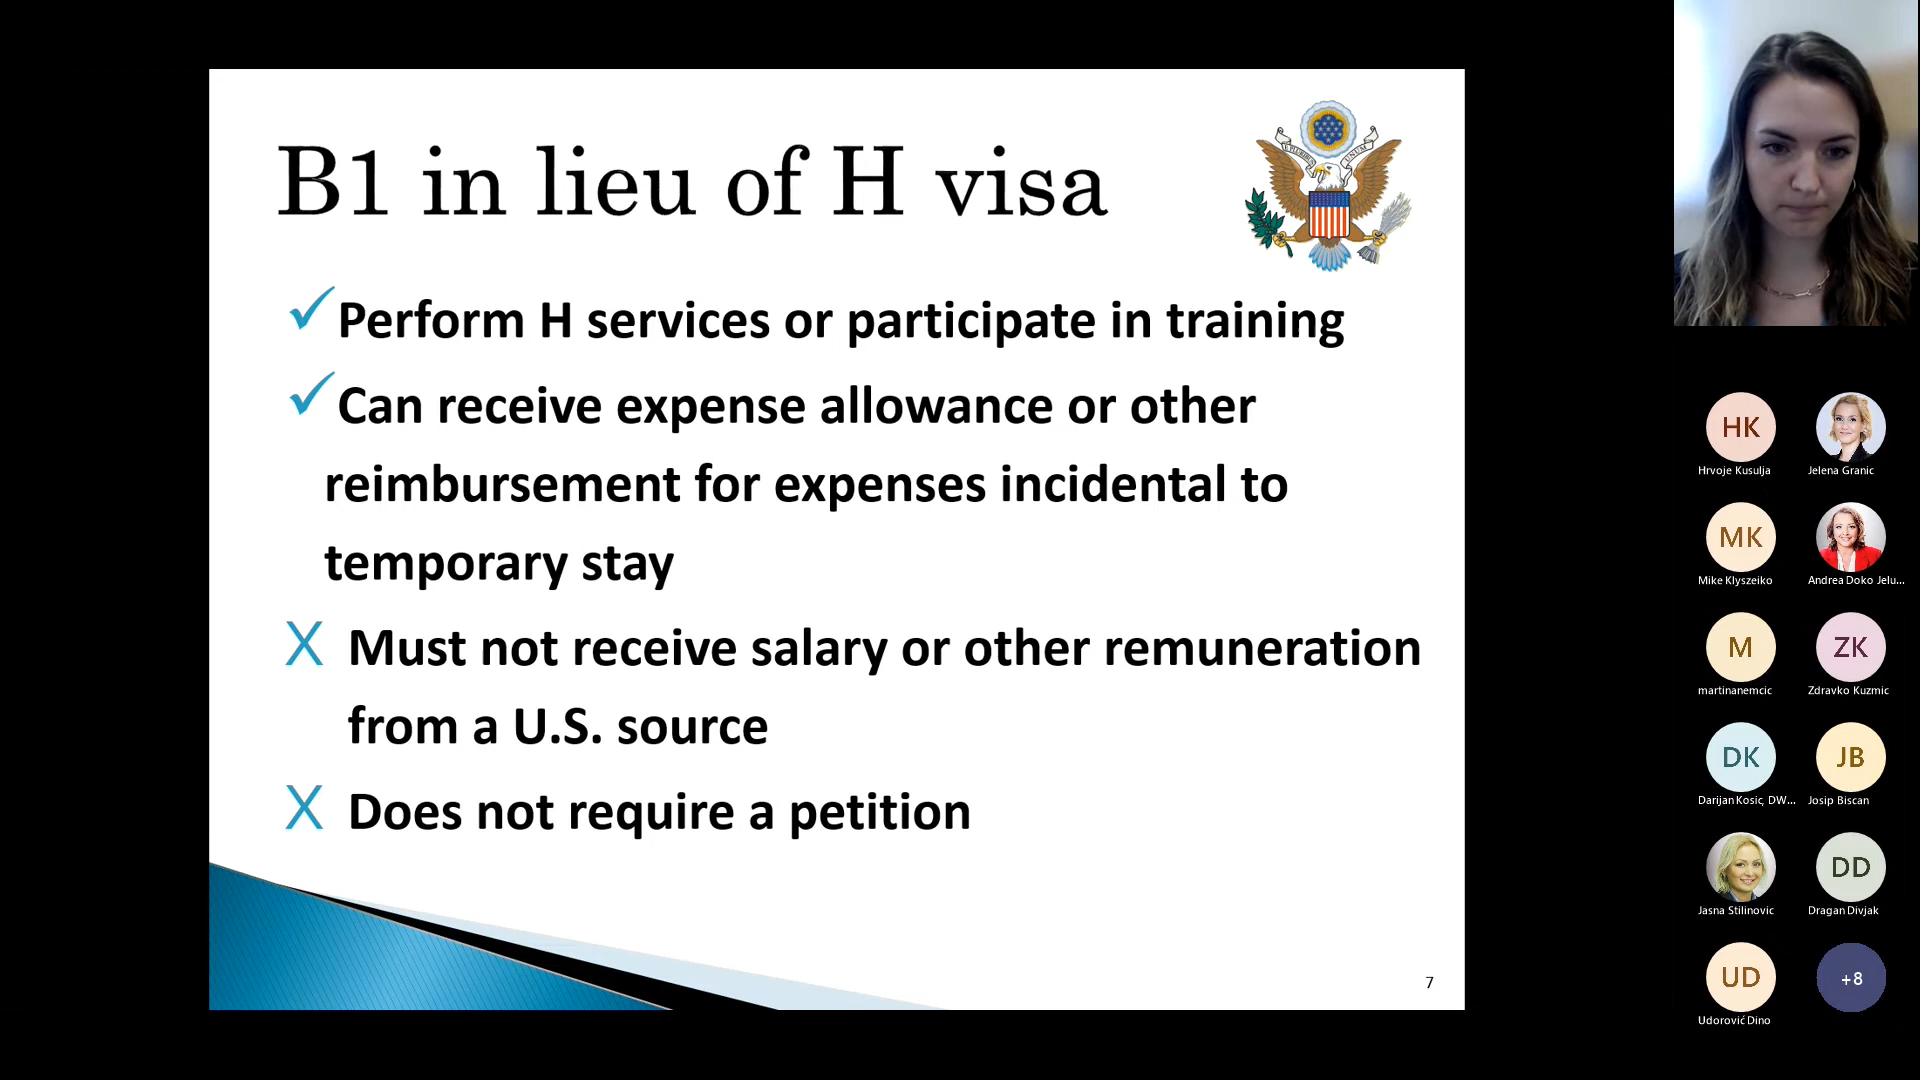 B1 in lieu of H visa
✓Perform H services or participate in training
✓Can receive expense allowance or other
reimbursement for expenses incidental to
temporary stay
X Must not receive salary or other remuneration
from a U.S. source
X Does not require a petition
7
HK
Hrvoje Kusulja
Jelena Granic
MK
Mike Klyszeiko
Andrea Doko Jelu...
M
martinanemcic
ZK
Zdravko Kuzmic
DK
Darijan Kosic, DW...
JB
Josip Biscan
Jasna Stilinovic
DD
Dragan Divjak
UD
Udorović Dino
+8